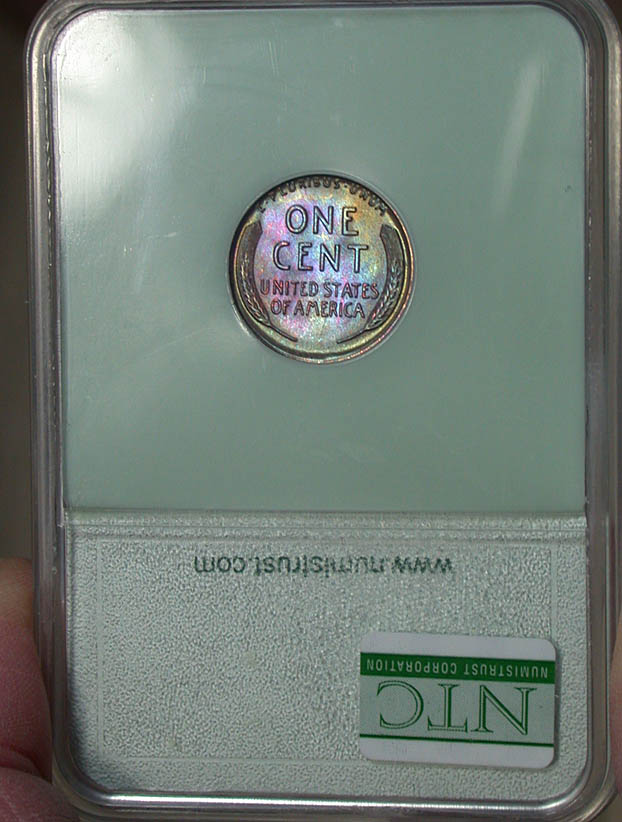 E·PLURIBUS·UNUM
ONE
CENT
UNITED STATES
OF AMERICA
www.numistrust.com
NUMISTRUST CORPORATION
NTC